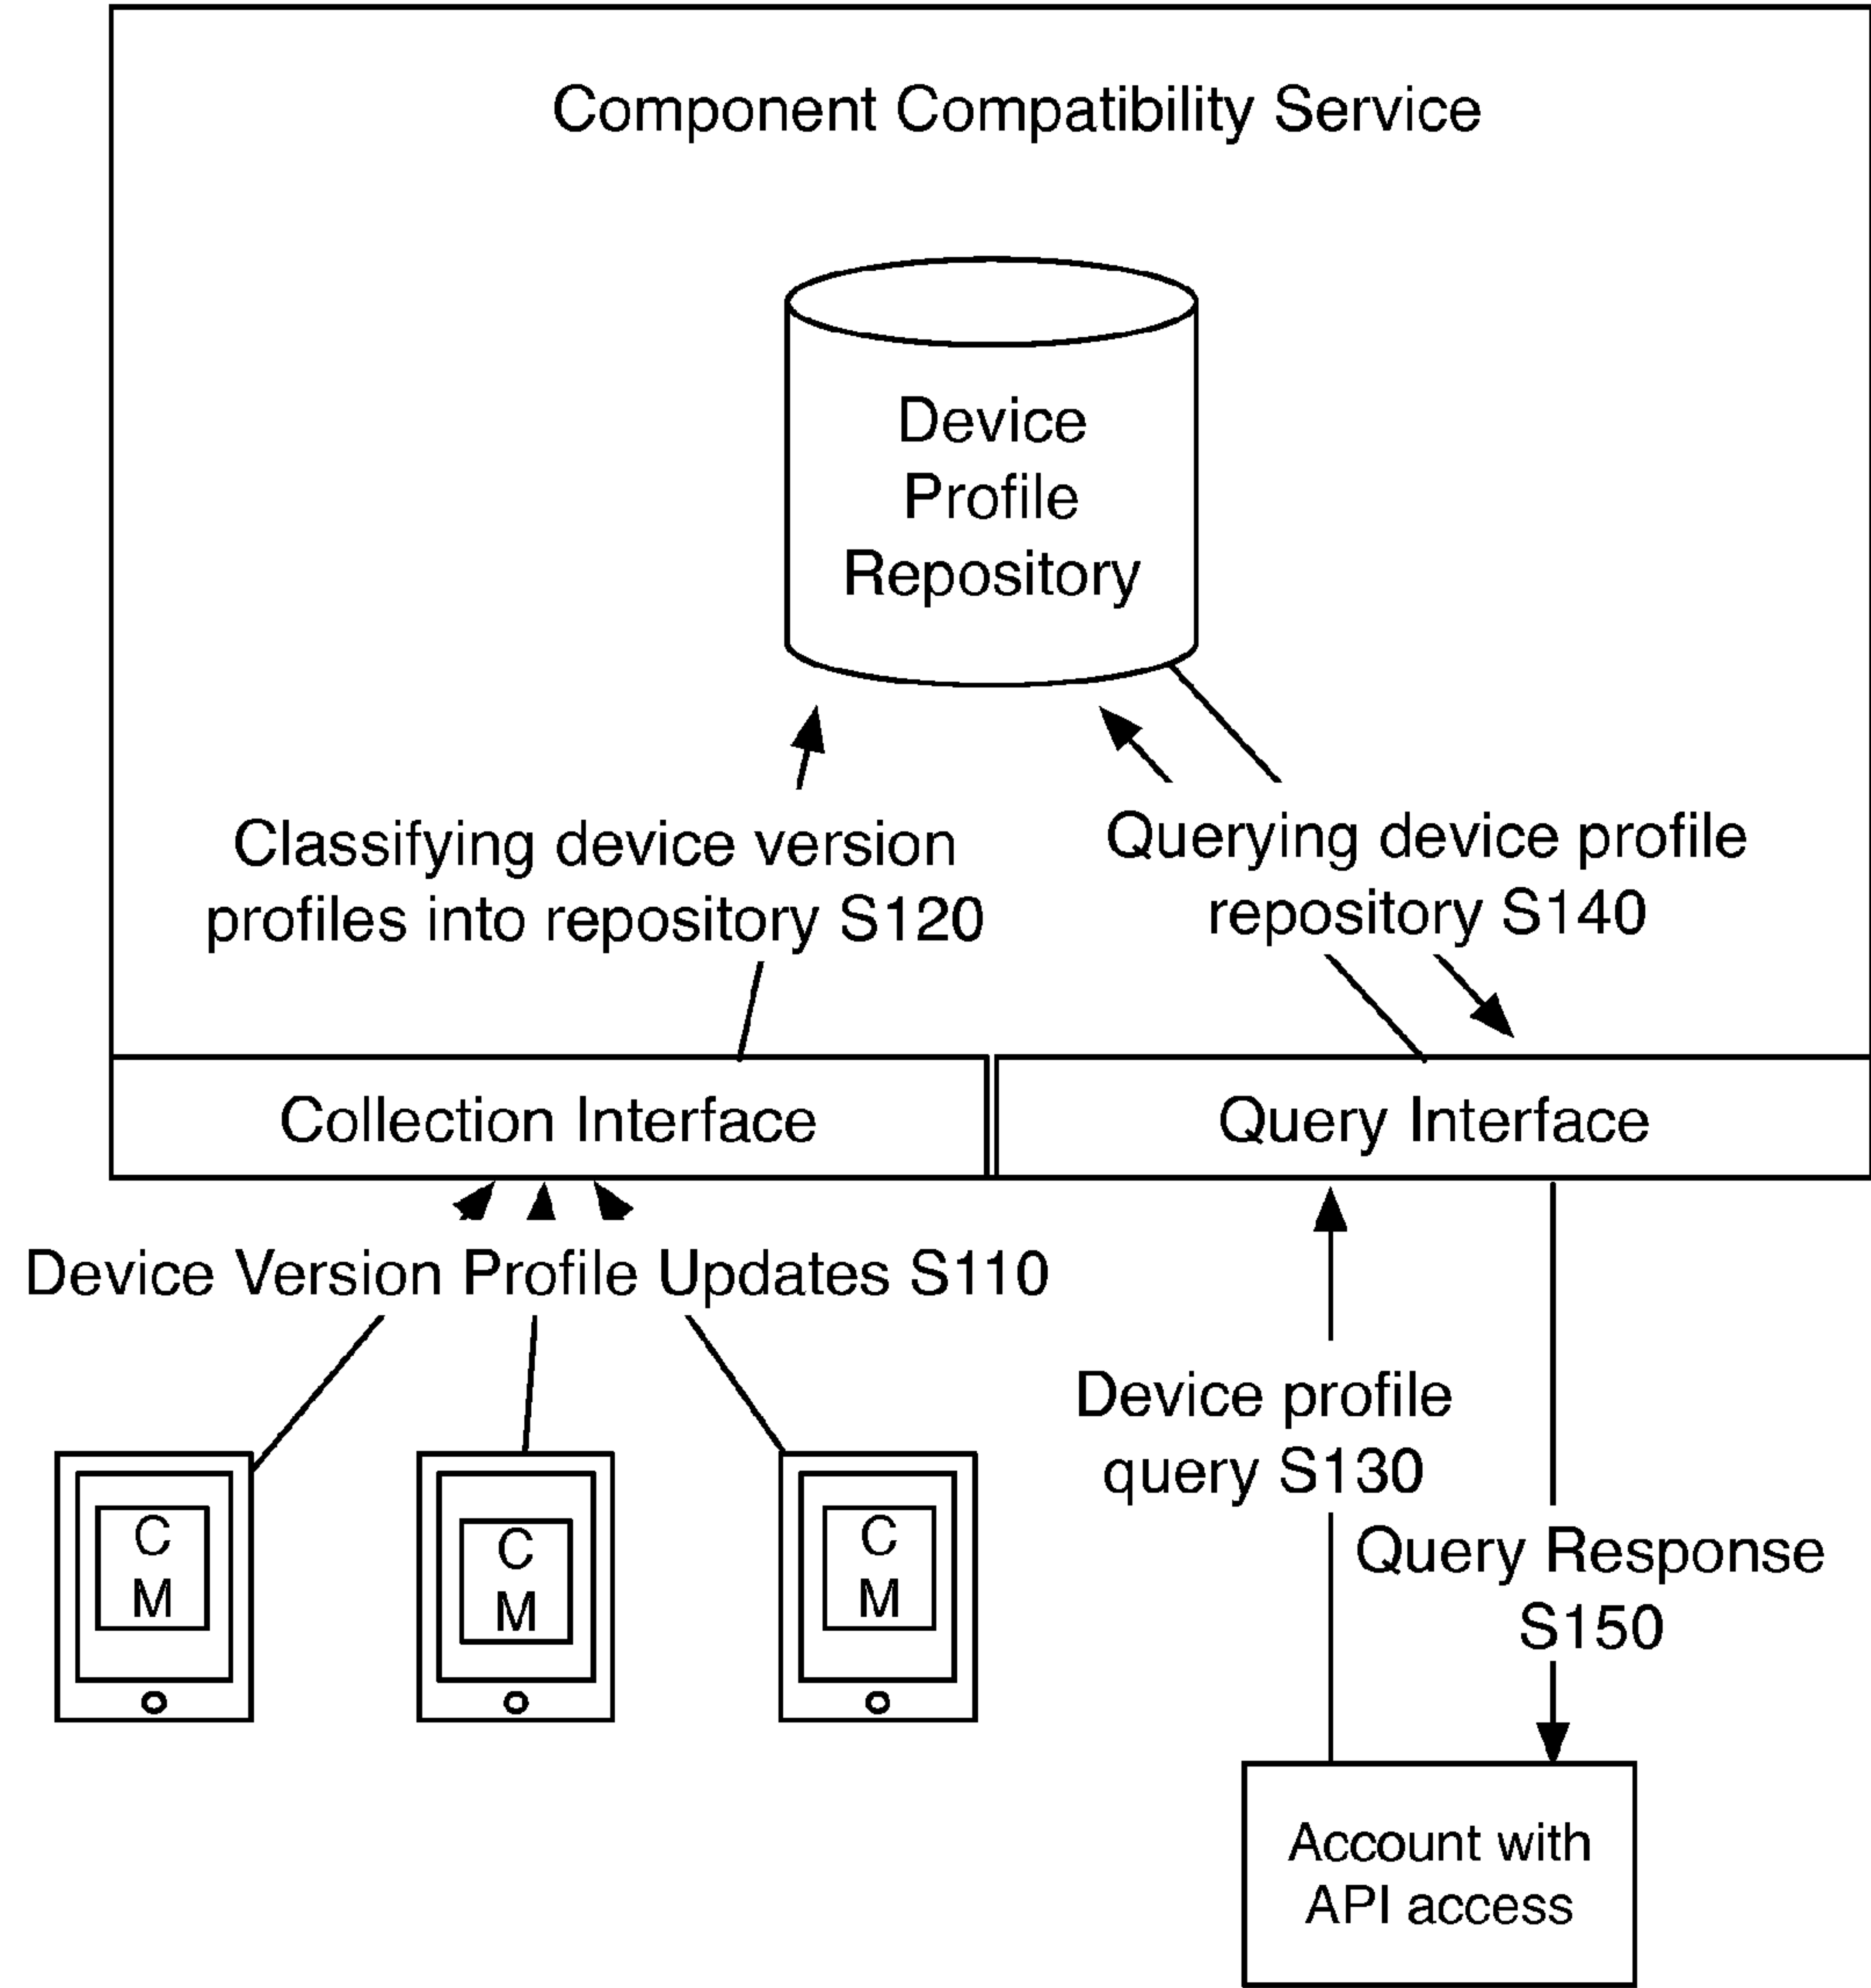 Component Compatibility Service
Device
Profile
Repository
Classifying device version
profiles into repository S120
Querying device profile
repository S140
Collection Interface
Query Interface
Device Version Profile Updates S110
Device profile
query S130
Query Response
S150
C
M
C
M
C
M
Account with
API access